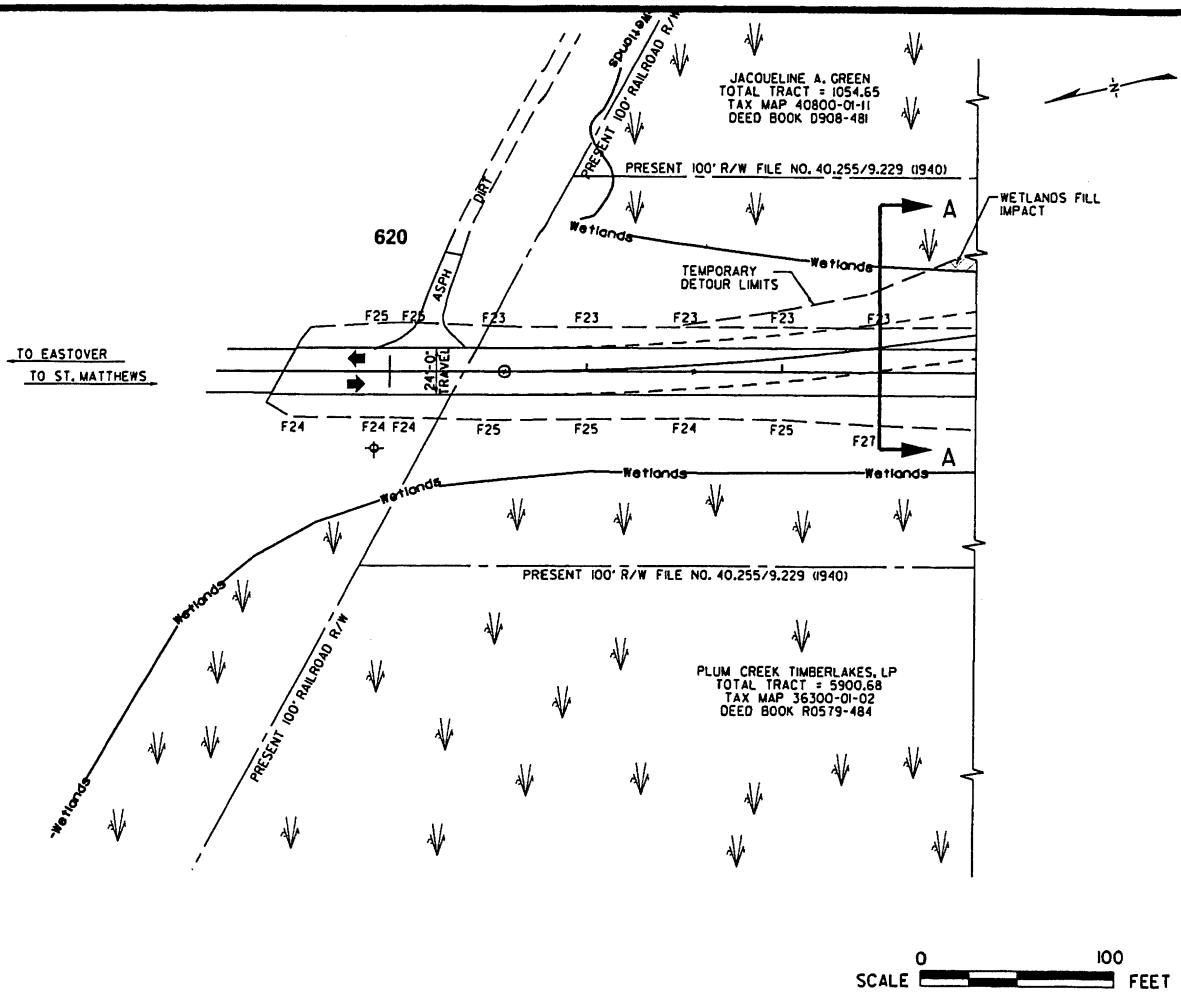 Wetlands
PRESENT 100' RAILROAD R/W
JACQUELINE A. GREEN
TOTAL TRACT = 1054.65
TAX MAP 40800-01-11
DEED BOOK D908-481
N
PRESENT 100' R/W FILE NO. 40.255/9.229 (1940)
DIRT
WETLANDS FILL
IMPACT
A
620
Wetlands
Wetlands
TEMPORARY
DETOUR LIMITS
ASPH
F25 F25 F23 F23 F23 F23 F23
TO EASTOVER
TO ST. MATTHEWS
24'-0"
TRAVEL
F24 F24 F24 F25 F25 F24 F25 F27
A
Wetlands
Wetlands
Wetlands
Wetlands
PRESENT 100' R/W FILE NO. 40.255/9.229 (1940)
PRESENT 100' RAILROAD R/W
PLUM CREEK TIMBERLAKES, LP
TOTAL TRACT = 5900.68
TAX MAP 36300-01-02
DEED BOOK R0579-484
Wetlands
0 100
SCALE FEET